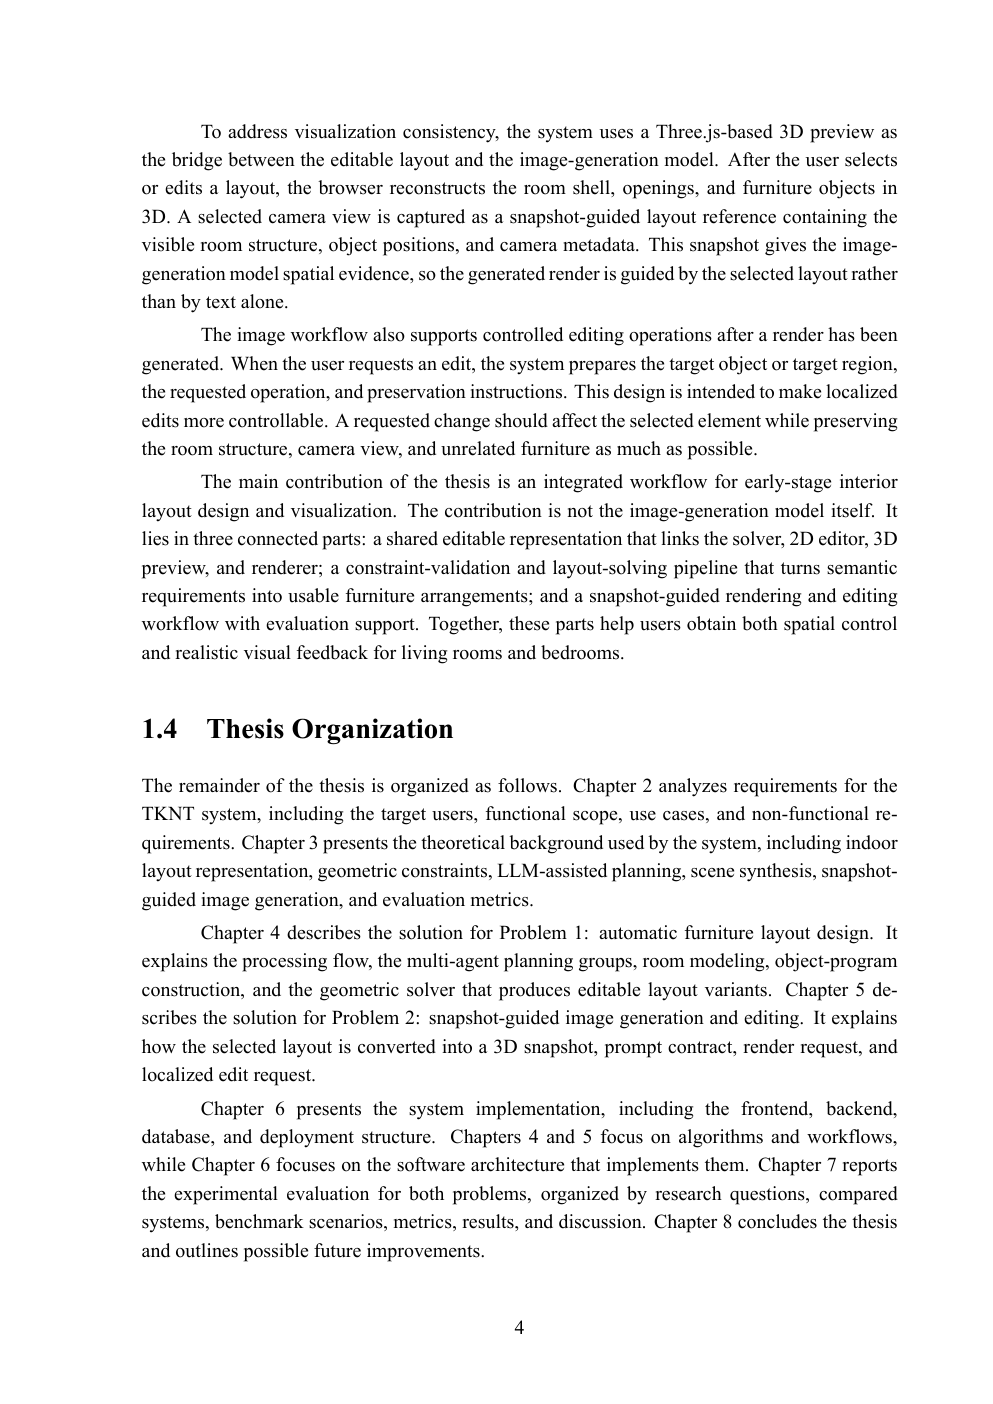 To address visualization consistency, the system uses a Three.js-based 3D preview as
the bridge between the editable layout and the image-generation model. After the user selects
or edits a layout, the browser reconstructs the room shell, openings, and furniture objects in
3D. A selected camera view is captured as a snapshot-guided layout reference containing the
visible room structure, object positions, and camera metadata. This snapshot gives the image-
generation model spatial evidence, so the generated render is guided by the selected layout rather
than by text alone.
The image workflow also supports controlled editing operations after a render has been
generated. When the user requests an edit, the system prepares the target object or target region,
the requested operation, and preservation instructions. This design is intended to make localized
edits more controllable. A requested change should affect the selected element while preserving
the room structure, camera view, and unrelated furniture as much as possible.
The main contribution of the thesis is an integrated workflow for early-stage interior
layout design and visualization. The contribution is not the image-generation model itself. It
lies in three connected parts: a shared editable representation that links the solver, 2D editor, 3D
preview, and renderer; a constraint-validation and layout-solving pipeline that turns semantic
requirements into usable furniture arrangements; and a snapshot-guided rendering and editing
workflow with evaluation support. Together, these parts help users obtain both spatial control
and realistic visual feedback for living rooms and bedrooms.
1.4 Thesis Organization
The remainder of the thesis is organized as follows. Chapter 2 analyzes requirements for the
TKNT system, including the target users, functional scope, use cases, and non-functional re-
quirements. Chapter 3 presents the theoretical background used by the system, including indoor
layout representation, geometric constraints, LLM-assisted planning, scene synthesis, snapshot-
guided image generation, and evaluation metrics.
Chapter 4 describes the solution for Problem 1: automatic furniture layout design. It
explains the processing flow, the multi-agent planning groups, room modeling, object-program
construction, and the geometric solver that produces editable layout variants. Chapter 5 de-
scribes the solution for Problem 2: snapshot-guided image generation and editing. It explains
how the selected layout is converted into a 3D snapshot, prompt contract, render request, and
localized edit request.
Chapter 6 presents the system implementation, including the frontend, backend,
database, and deployment structure. Chapters 4 and 5 focus on algorithms and workflows,
while Chapter 6 focuses on the software architecture that implements them. Chapter 7 reports
the experimental evaluation for both problems, organized by research questions, compared
systems, benchmark scenarios, metrics, results, and discussion. Chapter 8 concludes the thesis
and outlines possible future improvements.
4